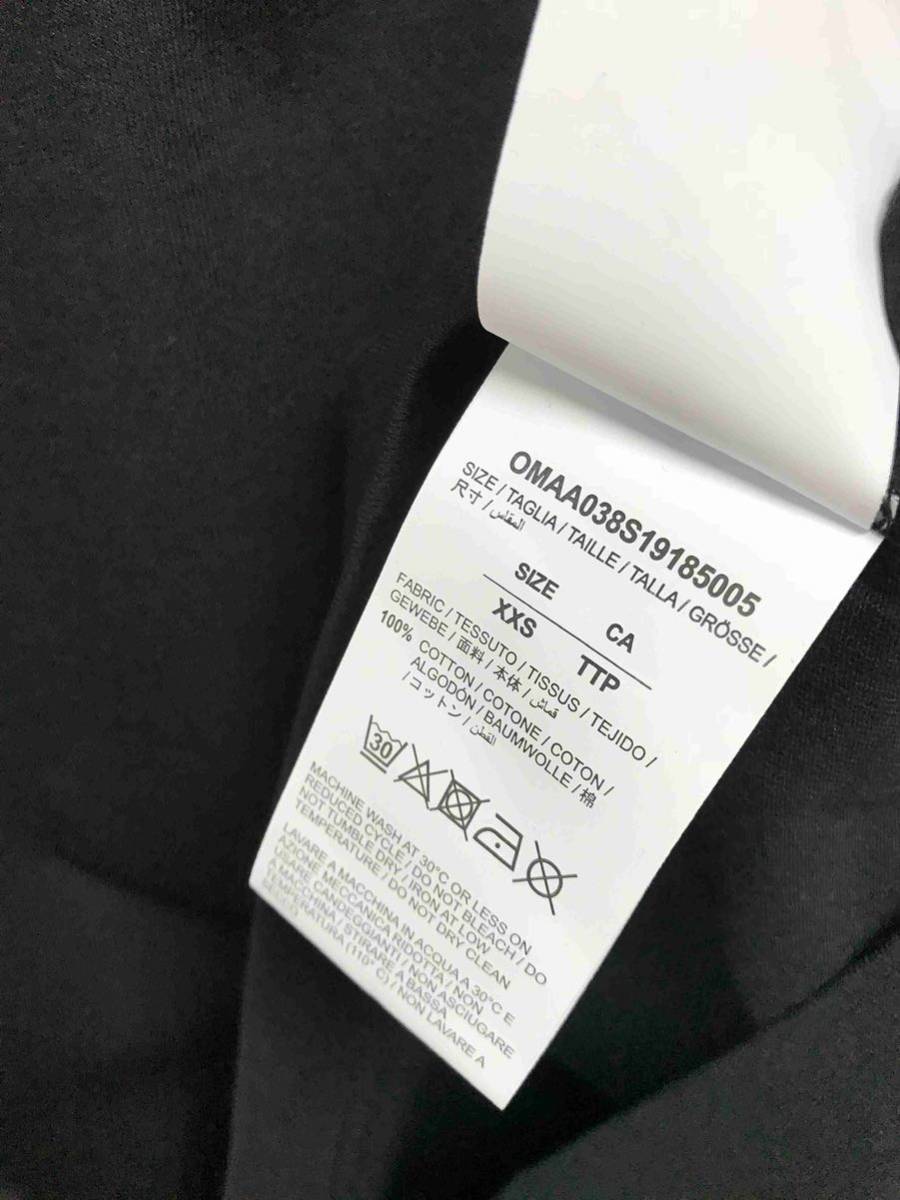 OMAA038S19185005
SIZE / TAGLIA / TAILLE / TALLA / GRÖSSE /
尺寸 / المقاس
SIZE CA
XXS TTP
FABRIC / TESSUTO / TISSUS / TEJIDO /
GEWEBE / 面料 / 本体 / قماش
100% COTTON / COTONE / COTON /
ALGODÓN / BAUMWOLLE / 棉
/ コットン / القطن
30
MACHINE WASH AT 30°C OR LESS ON
REDUCED CYCLE / DO NOT BLEACH / DO
NOT TUMBLE DRY / IRON AT LOW
TEMPERATURE / DO NOT DRY CLEAN
LAVARE A MACCHINA IN ACQUA A 30°C E
AZIONE MECCANICA RIDOTTA / NON
USARE CANDEGGIANTI / NON ASCIUGARE
A MACCHINA / STIRARE A BASSA
TEMPERATURA (110° C) / NON LAVARE A
SECCO